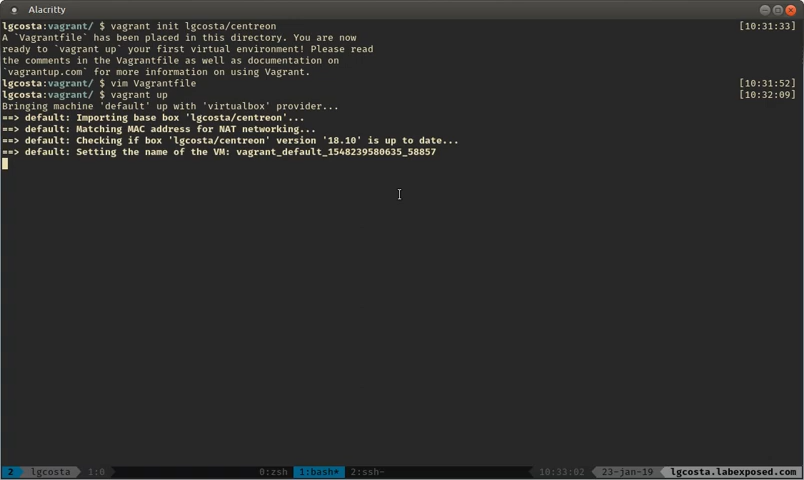 Alacritty
lgcosta:vagrant/ $ vagrant init lgcosta/centreon [10:31:33]
A `Vagrantfile` has been placed in this directory. You are now
ready to `vagrant up` your first virtual environment! Please read
the comments in the Vagrantfile as well as documentation on
`vagrantup.com` for more information on using Vagrant.
lgcosta:vagrant/ $ vim Vagrantfile [10:31:52]
lgcosta:vagrant/ $ vagrant up [10:32:09]
Bringing machine 'default' up with 'virtualbox' provider...
==> default: Importing base box 'lgcosta/centreon'...
==> default: Matching MAC address for NAT networking...
==> default: Checking if box 'lgcosta/centreon' version '18.10' is up to date...
==> default: Setting the name of the VM: vagrant_default_1548239580635_58857
2 lgcosta 1:0 0:zsh 1:bash* 2:ssh- 10:33:02 23-jan-19 lgcosta.labexposed.com